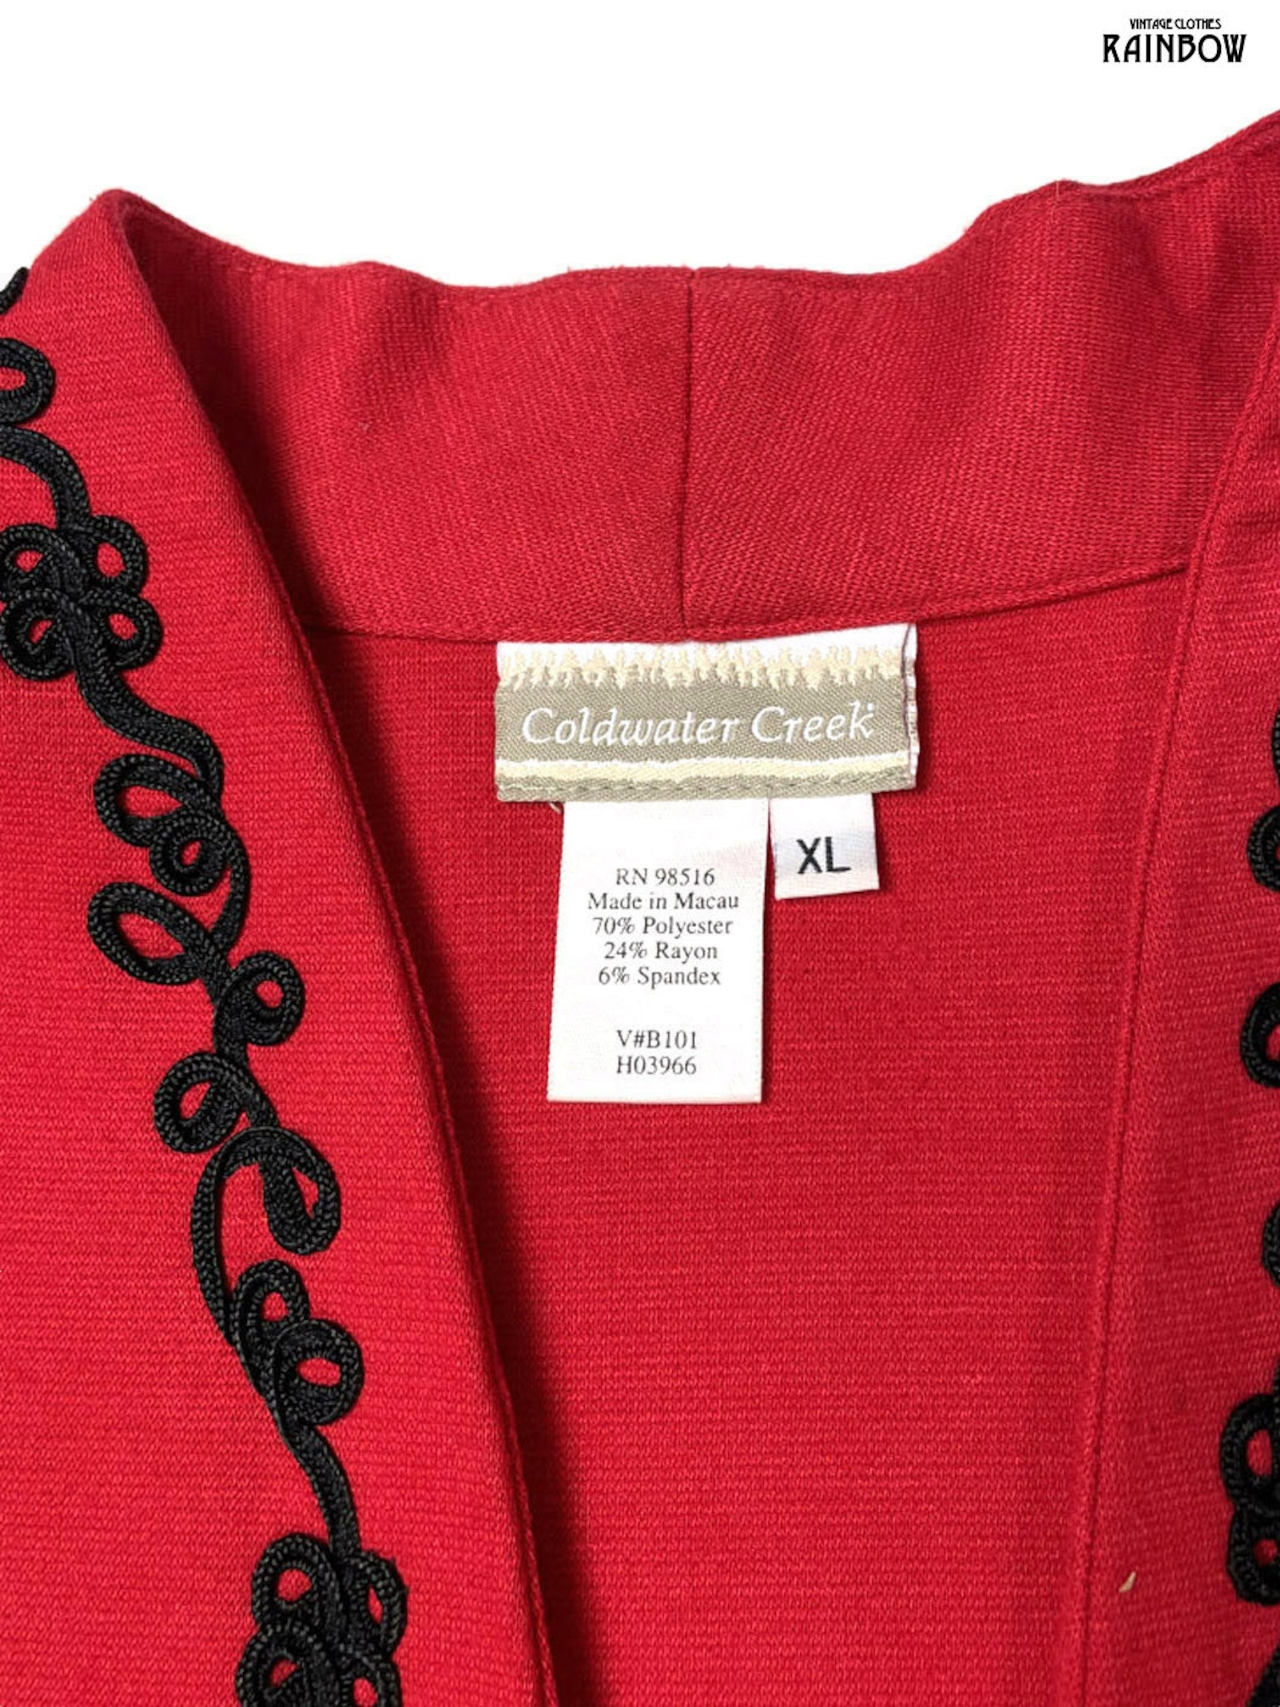 VINTAGE CLOTHES
RAINBOW
Coldwater Creek
XL
RN 98516
Made in Macau
70% Polyester
24% Rayon
6% Spandex
V#B101
H03966